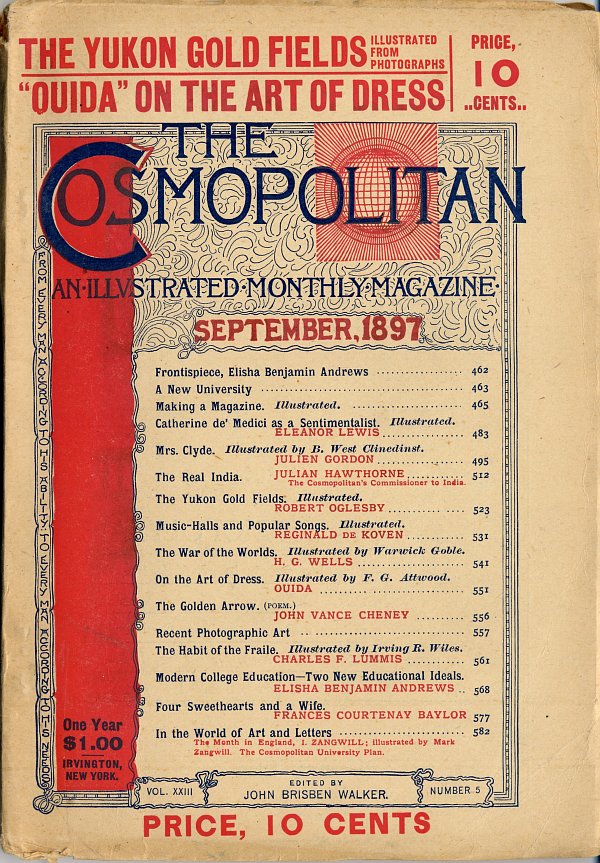 THE YUKON GOLD FIELDS ILLUSTRATED FROM PHOTOGRAPHS
"OUIDA" ON THE ART OF DRESS
PRICE,
10
..CENTS..
THE
COSMOPOLITAN
AN·ILLVSTRATED·MONTHLY·MAGAZINE·
SEPTEMBER, 1897
FROM EVERY MAN ACCORDING TO HIS ABILITY: TO EVERY MAN ACCORDING TO HIS NEEDS
Frontispiece, Elisha Benjamin Andrews .................. 462
A New University .................. 463
Making a Magazine. Illustrated. .................. 465
Catherine de' Medici as a Sentimentalist. Illustrated.
ELEANOR LEWIS .................. 483
Mrs. Clyde. Illustrated by B. West Clinedinst.
JULIEN GORDON .................. 495
The Real India. JULIAN HAWTHORNE ............ 512
The Cosmopolitan's Commissioner to India.
The Yukon Gold Fields. Illustrated.
ROBERT OGLESBY ................ 523
Music-Halls and Popular Songs. Illustrated.
REGINALD DE KOVEN ............ 531
The War of the Worlds. Illustrated by Warwick Goble.
H. G. WELLS .................. 541
On the Art of Dress. Illustrated by F. G. Attwood.
OUIDA .................. 551
The Golden Arrow. (POEM.)
JOHN VANCE CHENEY ............ 556
Recent Photographic Art .................. 557
The Habit of the Fraile. Illustrated by Irving R. Wiles.
CHARLES F. LUMMIS ............ 561
Modern College Education—Two New Educational Ideals.
ELISHA BENJAMIN ANDREWS .. 568
Four Sweethearts and a Wife.
FRANCES COURTENAY BAYLOR 577
In the World of Art and Letters .................. 582
The Month in England, I. ZANGWILL; illustrated by Mark
Zangwill. The Cosmopolitan University Plan.
One Year
$1.00
IRVINGTON,
NEW YORK.
VOL. XXIII
EDITED BY
JOHN BRISBEN WALKER.
NUMBER 5
PRICE, 10 CENTS